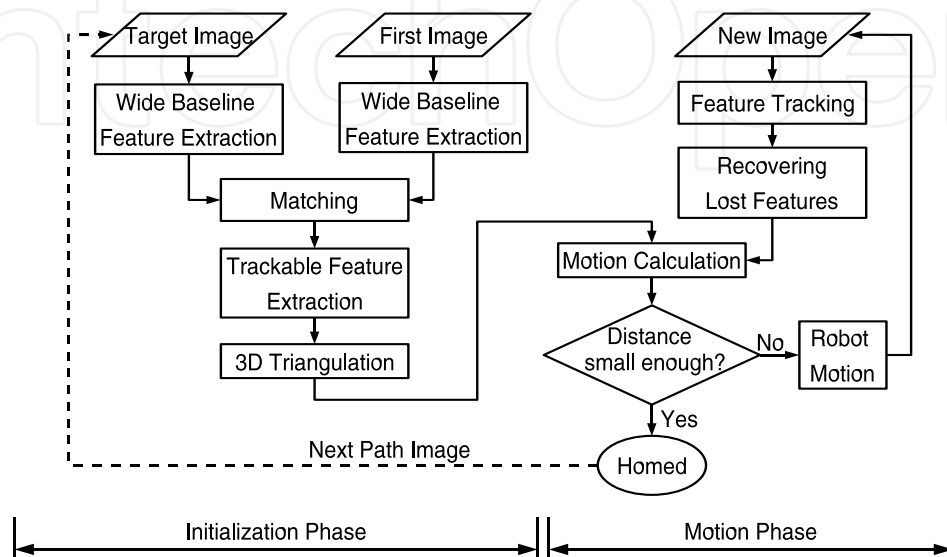 ntechOpen
Target Image
First Image
New Image
Wide Baseline
Feature Extraction
Wide Baseline
Feature Extraction
Feature Tracking
Recovering
Lost Features
Matching
Trackable Feature
Extraction
Motion Calculation
3D Triangulation
Distance
small enough?
No
Robot
Motion
Yes
Next Path Image
Homed
Initialization Phase
Motion Phase